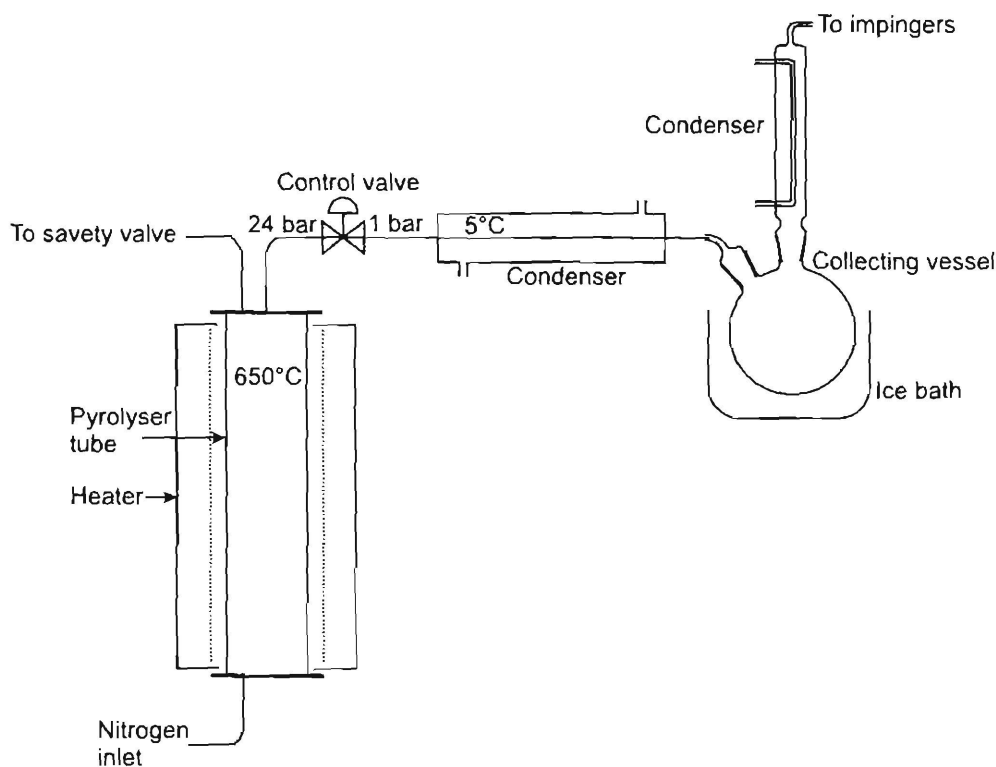 To impingers
Condenser
Control valve
24 bar
1 bar
5°C
To savety valve
Condenser
Collecting vessel
650°C
Ice bath
Pyrolyser
tube
Heater
Nitrogen
inlet